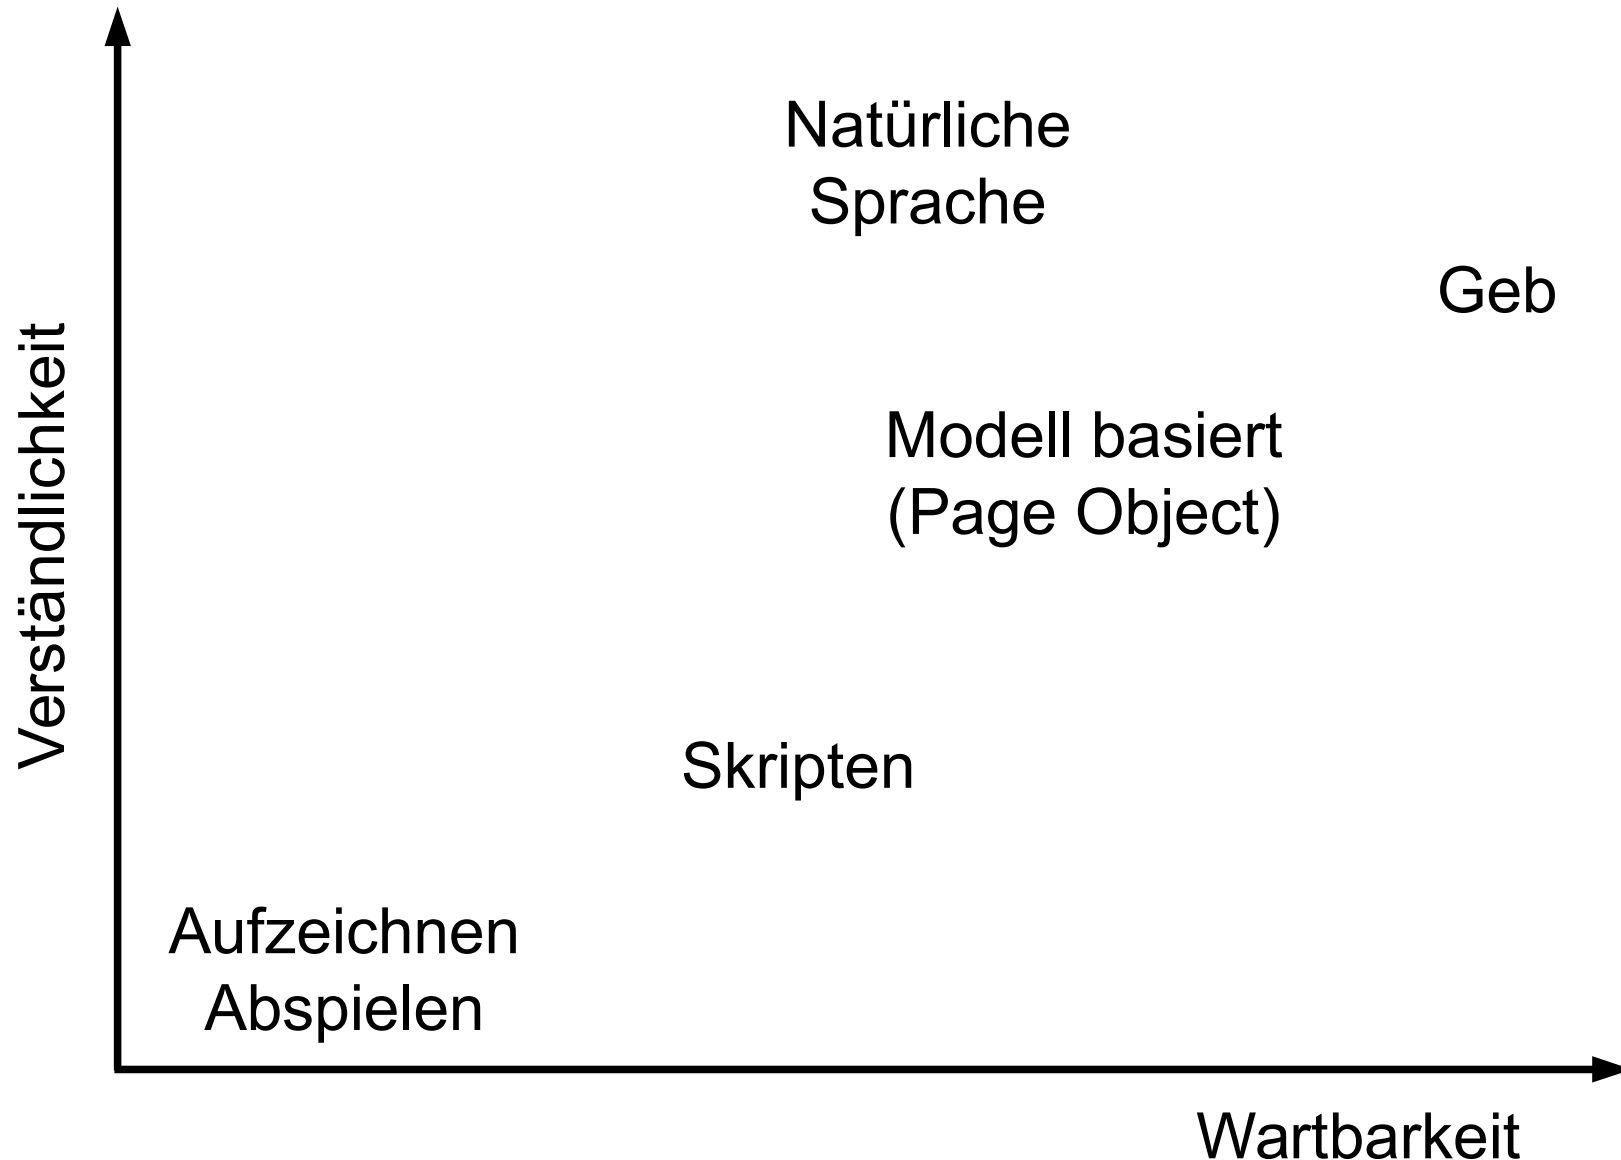 Natürliche
Sprache
Geb
Verständlichkeit
Modell basiert
(Page Object)
Skripten
Aufzeichnen
Abspielen
Wartbarkeit